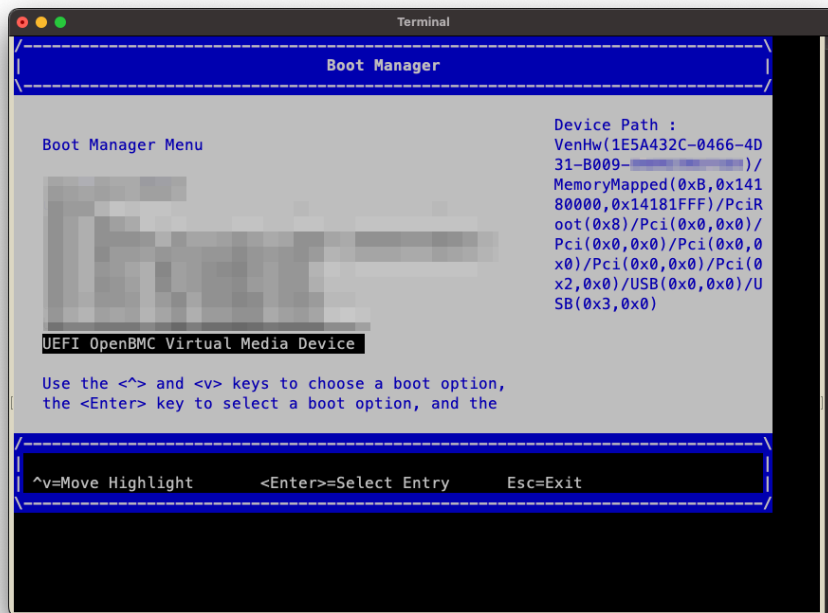 Terminal
/------------------------------------------------------------------------------\
| Boot Manager |
\------------------------------------------------------------------------------/
Boot Manager Menu
UEFI OpenBMC Virtual Media Device
Use the <^> and <v> keys to choose a boot option,
the <Enter> key to select a boot option, and the
Device Path :
VenHw(1E5A432C-0466-4D
31-B009-)/
MemoryMapped(0xB,0x141
80000,0x14181FFF)/PciR
oot(0x8)/Pci(0x0,0x0)/
Pci(0x0,0x0)/Pci(0x0,0
x0)/Pci(0x0,0x0)/Pci(0
x2,0x0)/USB(0x0,0x0)/U
SB(0x3,0x0)
/------------------------------------------------------------------------------\
| |
| ^v=Move Highlight <Enter>=Select Entry Esc=Exit |
\------------------------------------------------------------------------------/